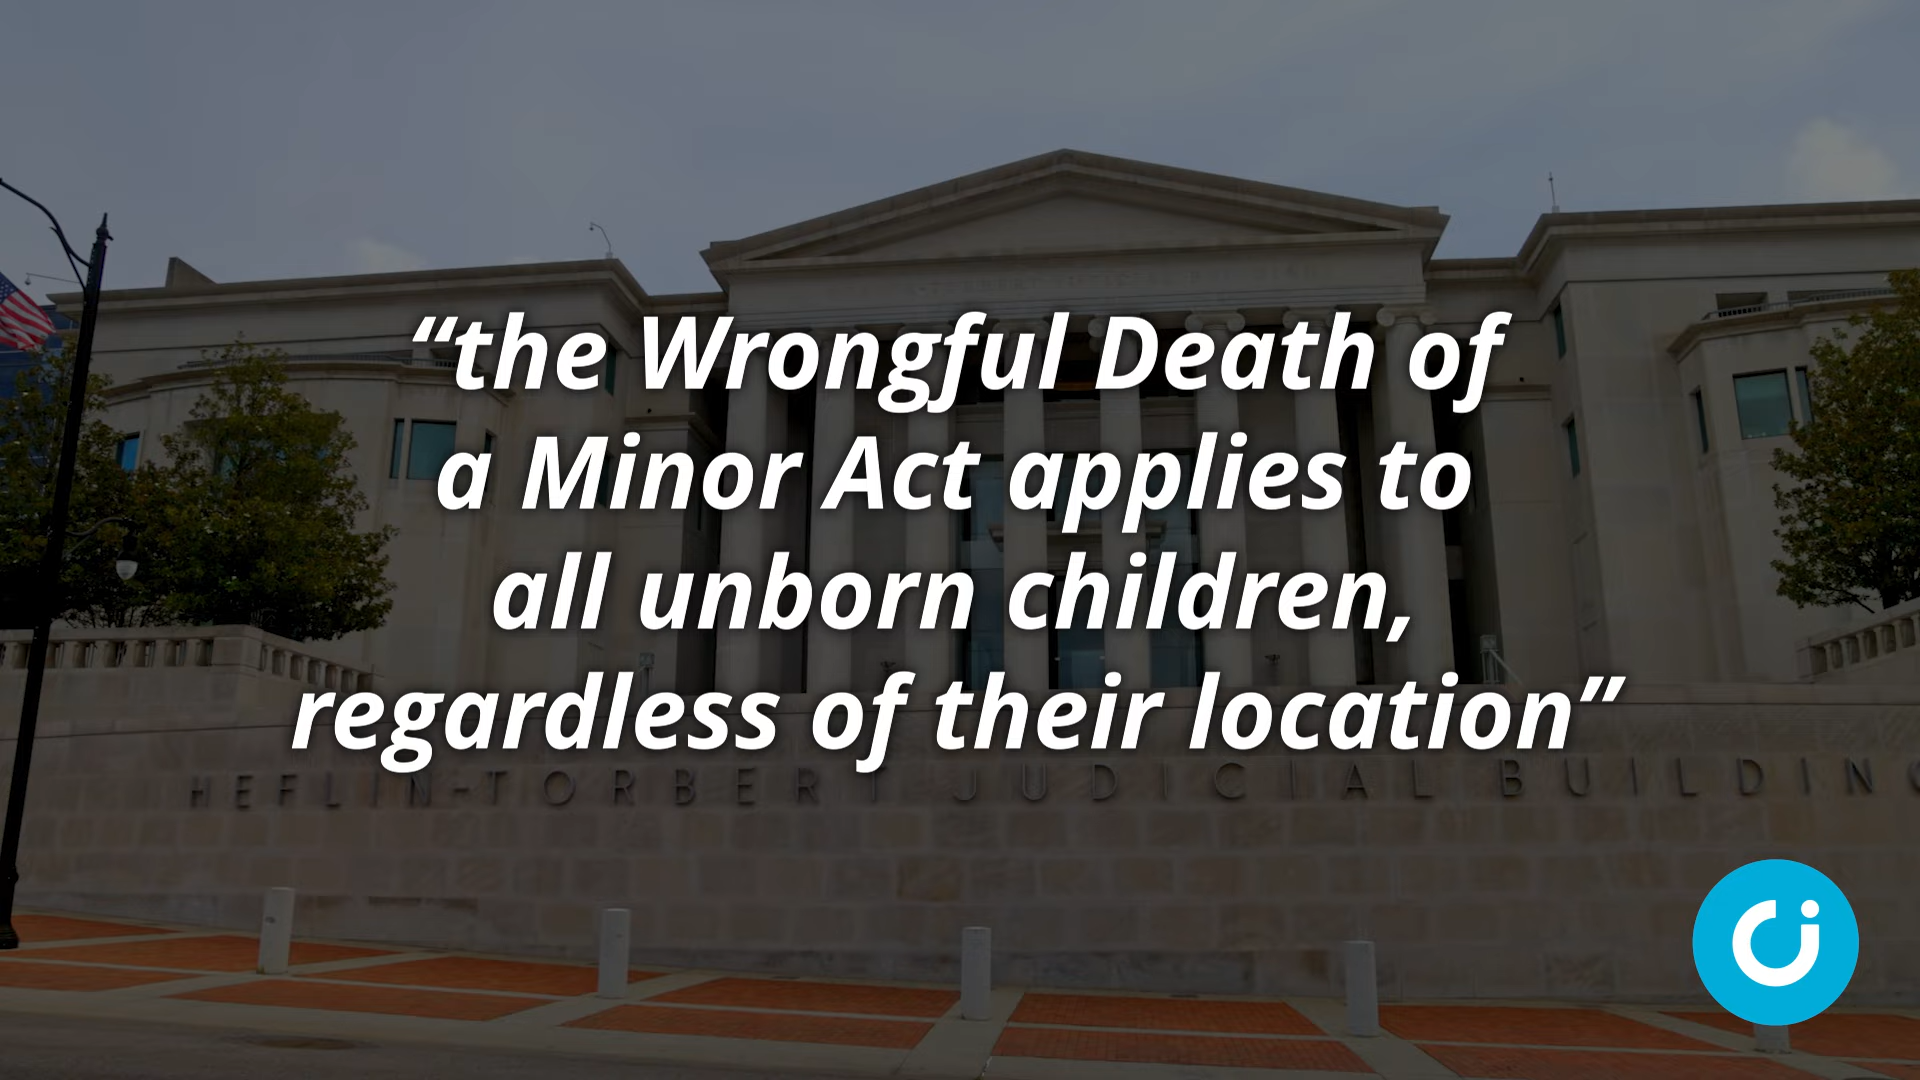 “the Wrongful Death of
a Minor Act applies to
all unborn children,
regardless of their location”
HEFLIN-TORBERT JUDICIAL BUILDING